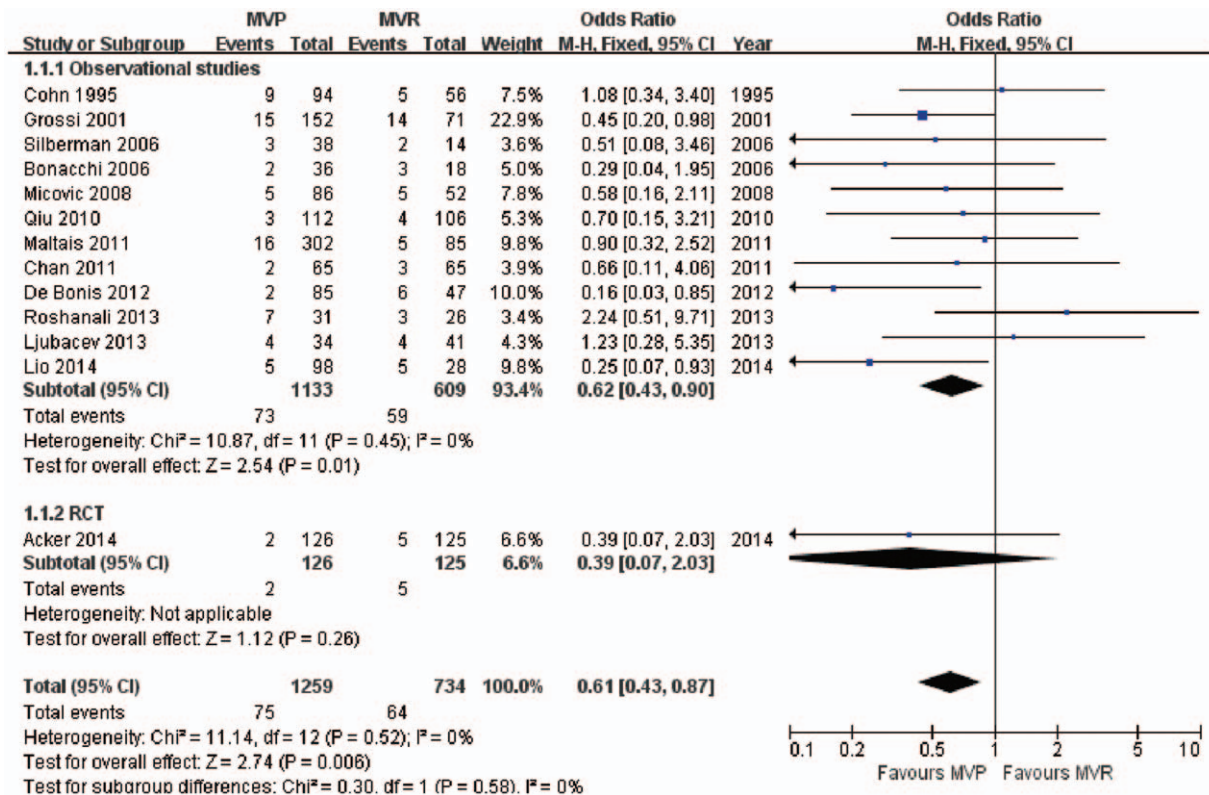 MVP MVR Odds Ratio Odds Ratio
Study or Subgroup Events Total Events Total Weight M-H, Fixed, 95% CI Year M-H, Fixed, 95% CI
1.1.1 Observational studies
Cohn 1995 9 94 5 56 7.5% 1.08 [0.34, 3.40] 1995
Grossi 2001 15 152 14 71 22.9% 0.45 [0.20, 0.98] 2001
Silberman 2006 3 38 2 14 3.6% 0.51 [0.08, 3.46] 2006
Bonacchi 2006 2 36 3 18 5.0% 0.29 [0.04, 1.95] 2006
Micovic 2008 5 86 5 52 7.8% 0.58 [0.16, 2.11] 2008
Qiu 2010 3 112 4 106 5.3% 0.70 [0.15, 3.21] 2010
Maltais 2011 16 302 5 85 9.8% 0.90 [0.32, 2.52] 2011
Chan 2011 2 65 3 65 3.9% 0.66 [0.11, 4.06] 2011
De Bonis 2012 2 85 6 47 10.0% 0.16 [0.03, 0.85] 2012
Roshanali 2013 7 31 3 26 3.4% 2.24 [0.51, 9.71] 2013
Ljubacev 2013 4 34 4 41 4.3% 1.23 [0.28, 5.35] 2013
Lio 2014 5 98 5 28 9.8% 0.25 [0.07, 0.93] 2014
Subtotal (95% CI) 1133 609 93.4% 0.62 [0.43, 0.90]
Total events 73 59
Heterogeneity: Chi² = 10.87, df = 11 (P = 0.45); I² = 0%
Test for overall effect: Z = 2.54 (P = 0.01)
1.1.2 RCT
Acker 2014 2 126 5 125 6.6% 0.39 [0.07, 2.03] 2014
Subtotal (95% CI) 126 125 6.6% 0.39 [0.07, 2.03]
Total events 2 5
Heterogeneity: Not applicable
Test for overall effect: Z = 1.12 (P = 0.26)
Total (95% CI) 1259 734 100.0% 0.61 [0.43, 0.87]
Total events 75 64
Heterogeneity: Chi² = 11.14, df = 12 (P = 0.52); I² = 0%
Test for overall effect: Z = 2.74 (P = 0.006)
Test for subgroup differences: Chi² = 0.30, df = 1 (P = 0.58), I² = 0%
0.1 0.2 0.5 1 2 5 10
Favours MVP Favours MVR